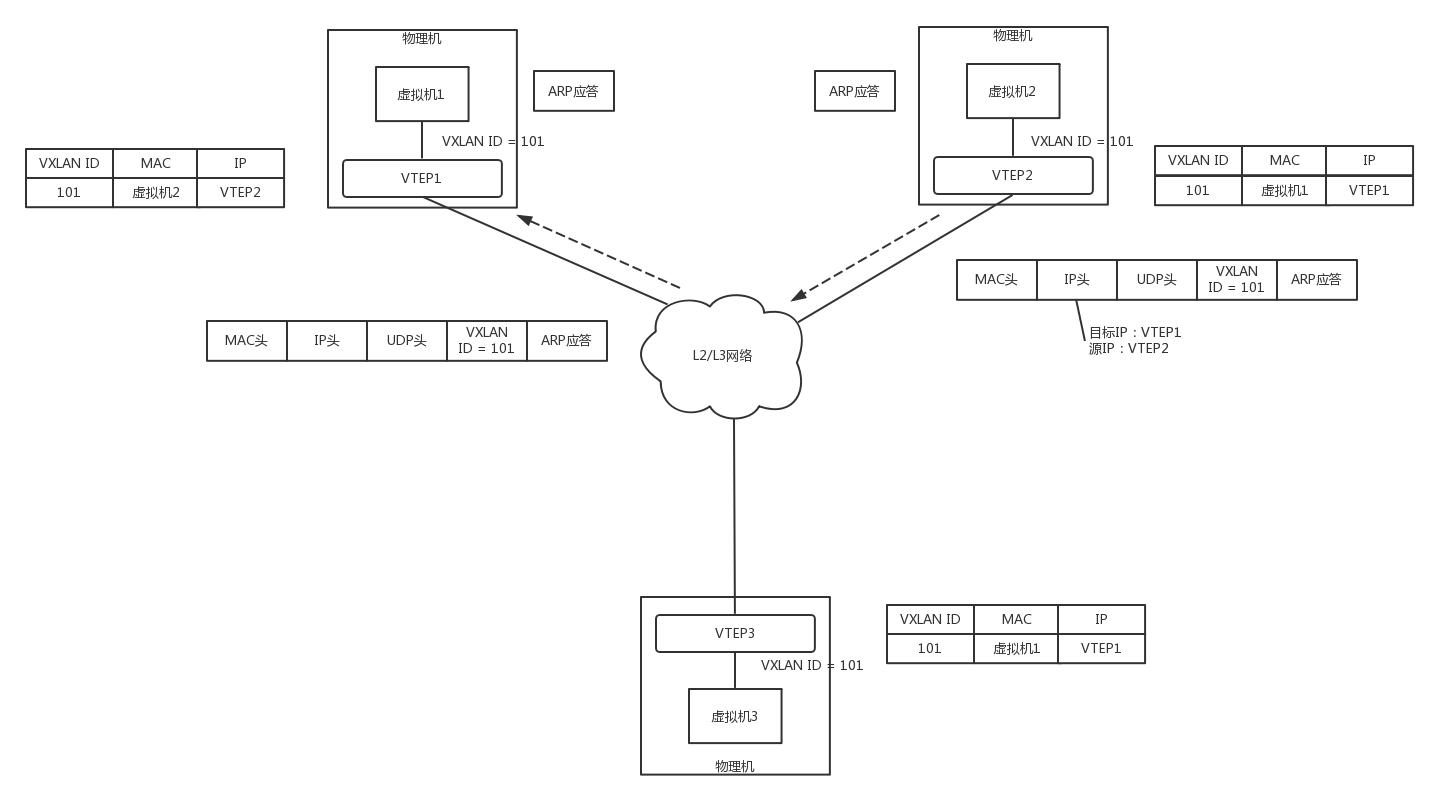 物理机
虚拟机1
ARP应答
VXLAN ID = 101
VTEP1
物理机
虚拟机2
ARP应答
VXLAN ID = 101
VTEP2
VXLAN ID MAC IP
101 虚拟机2 VTEP2
VXLAN ID MAC IP
101 虚拟机1 VTEP1
MAC头 IP头 UDP头 VXLAN ID = 101 ARP应答
目标IP：VTEP1
源IP：VTEP2
MAC头 IP头 UDP头 VXLAN ID = 101 ARP应答
L2/L3网络
VTEP3
VXLAN ID = 101
虚拟机3
物理机
VXLAN ID MAC IP
101 虚拟机1 VTEP1